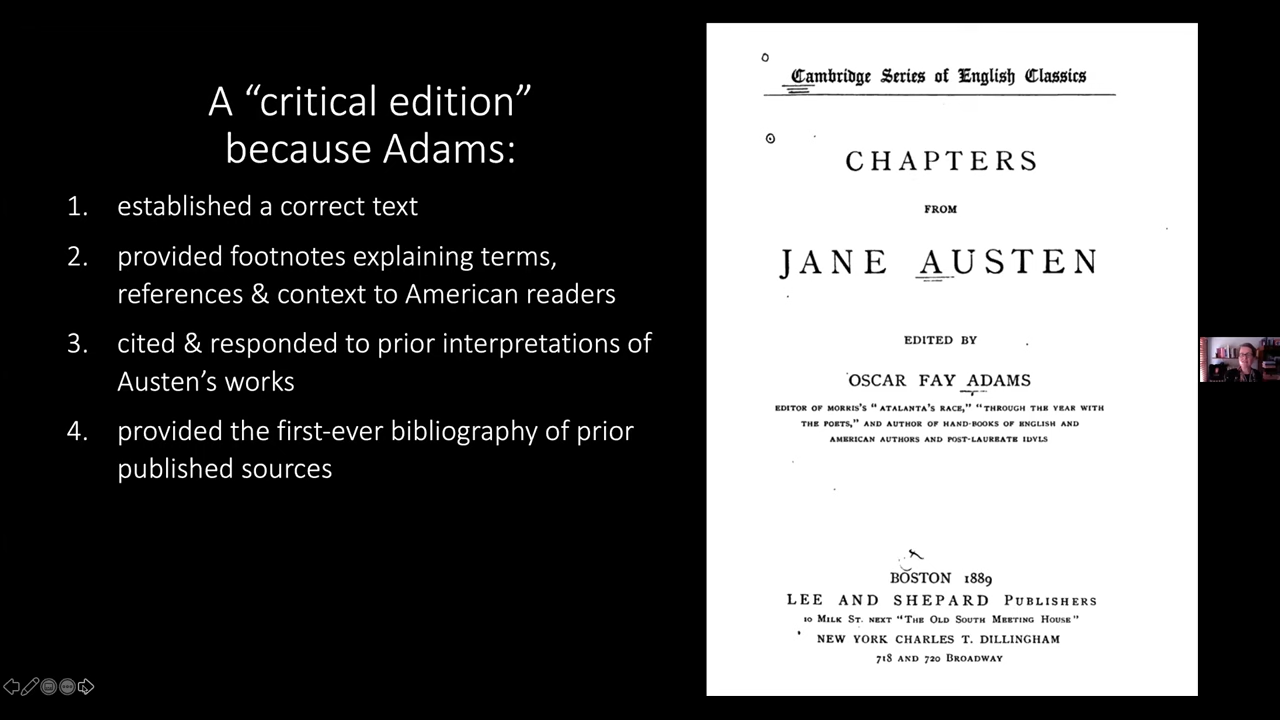 A “critical edition”
because Adams:
1. established a correct text
2. provided footnotes explaining terms,
references & context to American readers
3. cited & responded to prior interpretations of
Austen’s works
4. provided the first-ever bibliography of prior
published sources
Cambridge Series of English Classics
CHAPTERS
FROM
JANE AUSTEN
EDITED BY
OSCAR FAY ADAMS
EDITOR OF MORRIS'S "ATALANTA'S RACE," "THROUGH THE YEAR WITH
THE POETS," AND AUTHOR OF HAND-BOOKS OF ENGLISH AND
AMERICAN AUTHORS AND POST-LAUREATE IDYLS
BOSTON 1889
LEE AND SHEPARD PUBLISHERS
10 MILK ST. NEXT "THE OLD SOUTH MEETING HOUSE"
NEW YORK CHARLES T. DILLINGHAM
718 AND 720 BROADWAY